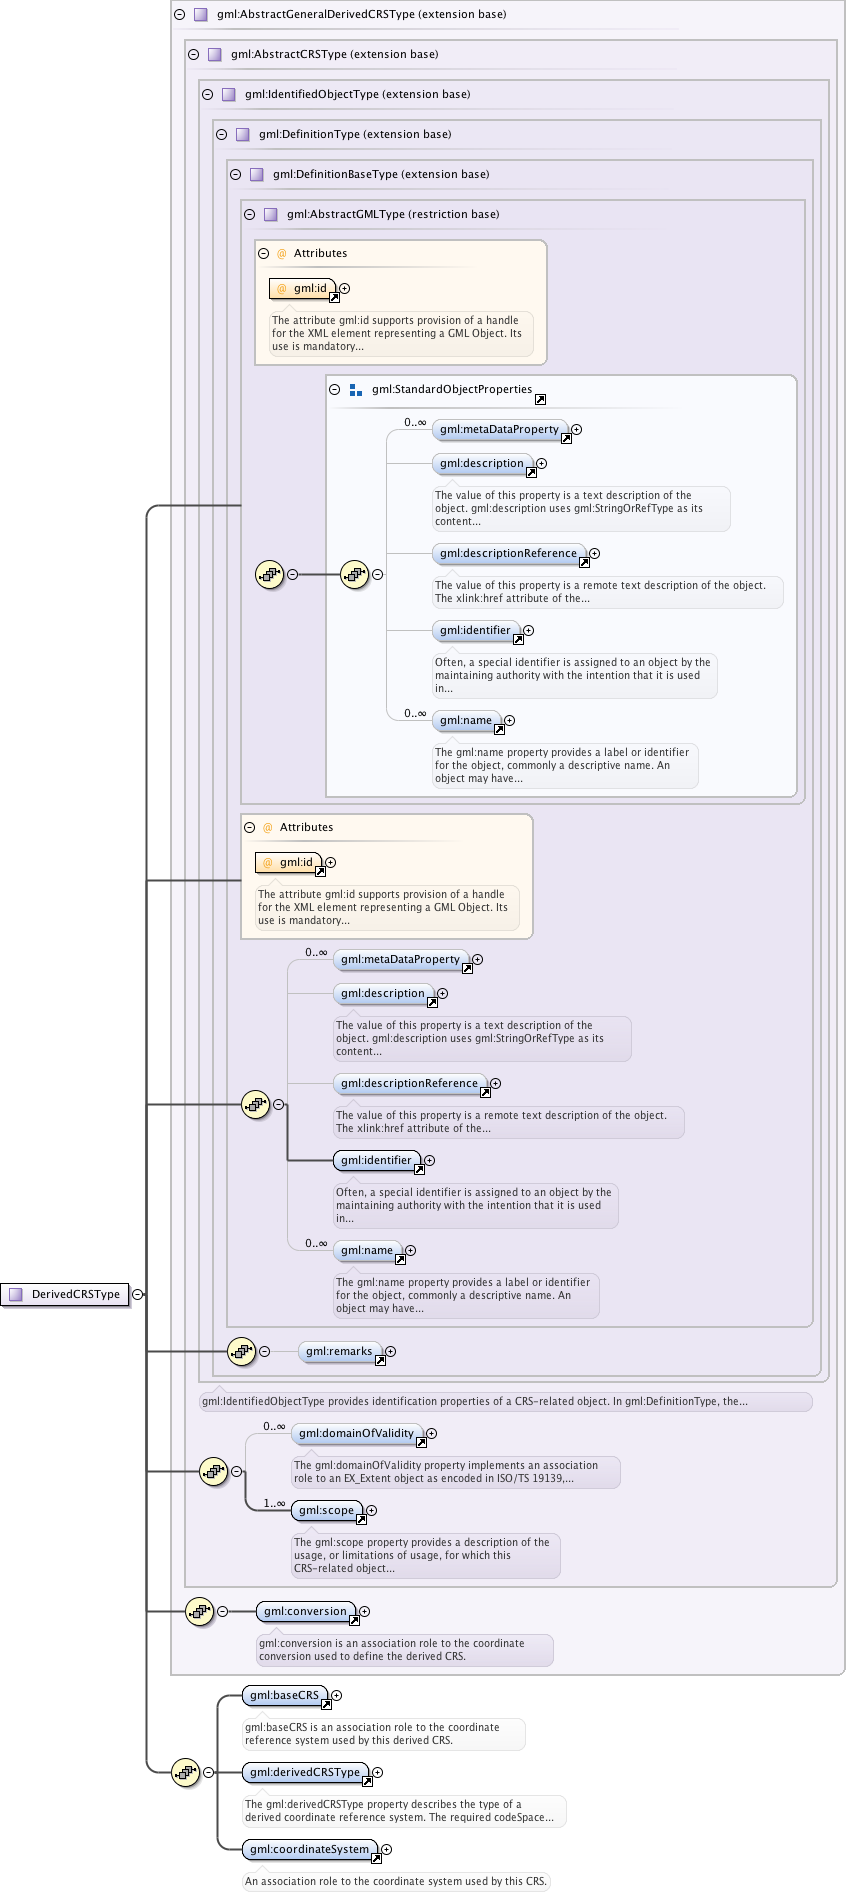 gml:AbstractGeneralDerivedCRSType (extension base)
gml:AbstractCRSType (extension base)
gml:IdentifiedObjectType (extension base)
gml:DefinitionType (extension base)
gml:DefinitionBaseType (extension base)
gml:AbstractGMLType (restriction base)
@ Attributes
@ gml:id
The attribute gml:id supports provision of a handle
for the XML element representing a GML Object. Its
use is mandatory...
gml:StandardObjectProperties
0..∞
gml:metaDataProperty
gml:description
The value of this property is a text description of the
object. gml:description uses gml:StringOrRefType as its
content...
gml:descriptionReference
The value of this property is a remote text description of the object.
The xlink:href attribute of the...
gml:identifier
Often, a special identifier is assigned to an object by the
maintaining authority with the intention that it is used
in...
0..∞
gml:name
The gml:name property provides a label or identifier
for the object, commonly a descriptive name. An
object may have...
@ Attributes
@ gml:id
The attribute gml:id supports provision of a handle
for the XML element representing a GML Object. Its
use is mandatory...
0..∞
gml:metaDataProperty
gml:description
The value of this property is a text description of the
object. gml:description uses gml:StringOrRefType as its
content...
gml:descriptionReference
The value of this property is a remote text description of the object.
The xlink:href attribute of the...
gml:identifier
Often, a special identifier is assigned to an object by the
maintaining authority with the intention that it is used
in...
0..∞
gml:name
The gml:name property provides a label or identifier
for the object, commonly a descriptive name. An
object may have...
DerivedCRSType
gml:remarks
gml:IdentifiedObjectType provides identification properties of a CRS-related object. In gml:DefinitionType, the...
0..∞
gml:domainOfValidity
The gml:domainOfValidity property implements an association
role to an EX_Extent object as encoded in ISO/TS 19139,...
1..∞
gml:scope
The gml:scope property provides a description of the
usage, or limitations of usage, for which this
CRS-related object...
gml:conversion
gml:conversion is an association role to the coordinate
conversion used to define the derived CRS.
gml:baseCRS
gml:baseCRS is an association role to the coordinate
reference system used by this derived CRS.
gml:derivedCRSType
The gml:derivedCRSType property describes the type of a
derived coordinate reference system. The required codeSpace...
gml:coordinateSystem
An association role to the coordinate system used by this CRS.